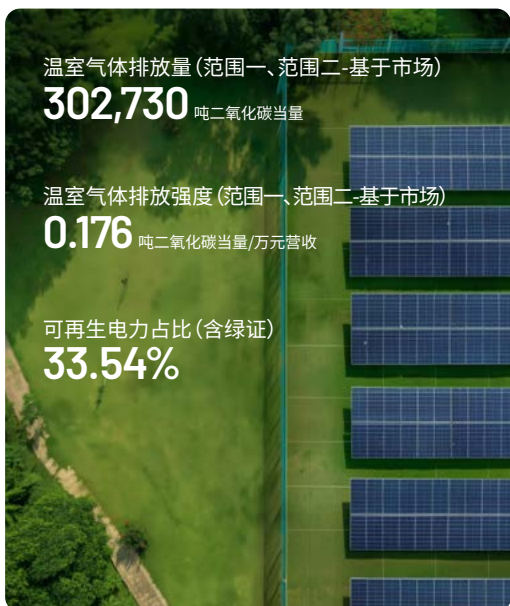 温室气体排放量（范围一、范围二-基于市场）
302,730 吨二氧化碳当量
温室气体排放强度（范围一、范围二-基于市场）
0.176 吨二氧化碳当量/万元营收
可再生电力占比（含绿证）
33.54%